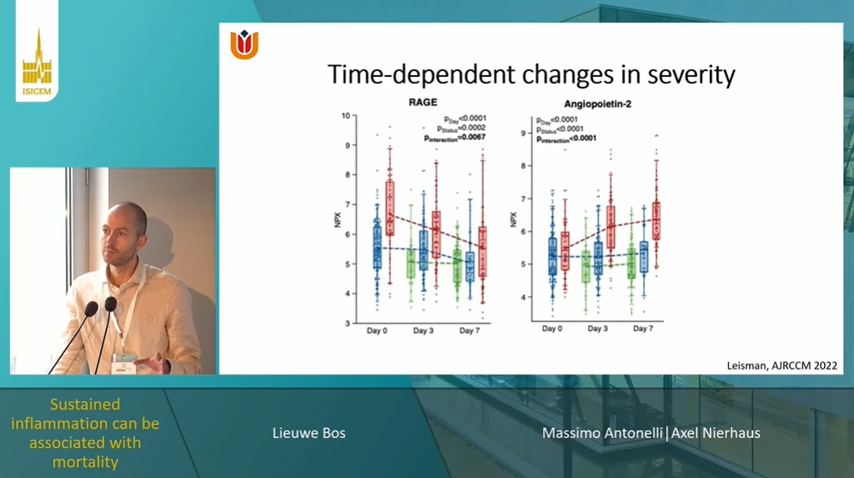 ISICEM
Time-dependent changes in severity
RAGE
pDay<0.0001
pStatus=0.0002
pinteraction=0.0067
NPX
10
9
8
7
6
5
4
3
Day 0
Day 3
Day 7
Angiopoietin-2
pDay<0.0001
pStatus<0.0001
pinteraction<0.0001
NPX
9
8
7
6
5
4
Day 0
Day 3
Day 7
Leisman, AJRCCM 2022
Sustained
inflammation can be
associated with
mortality
Lieuwe Bos
Massimo Antonelli|Axel Nierhaus